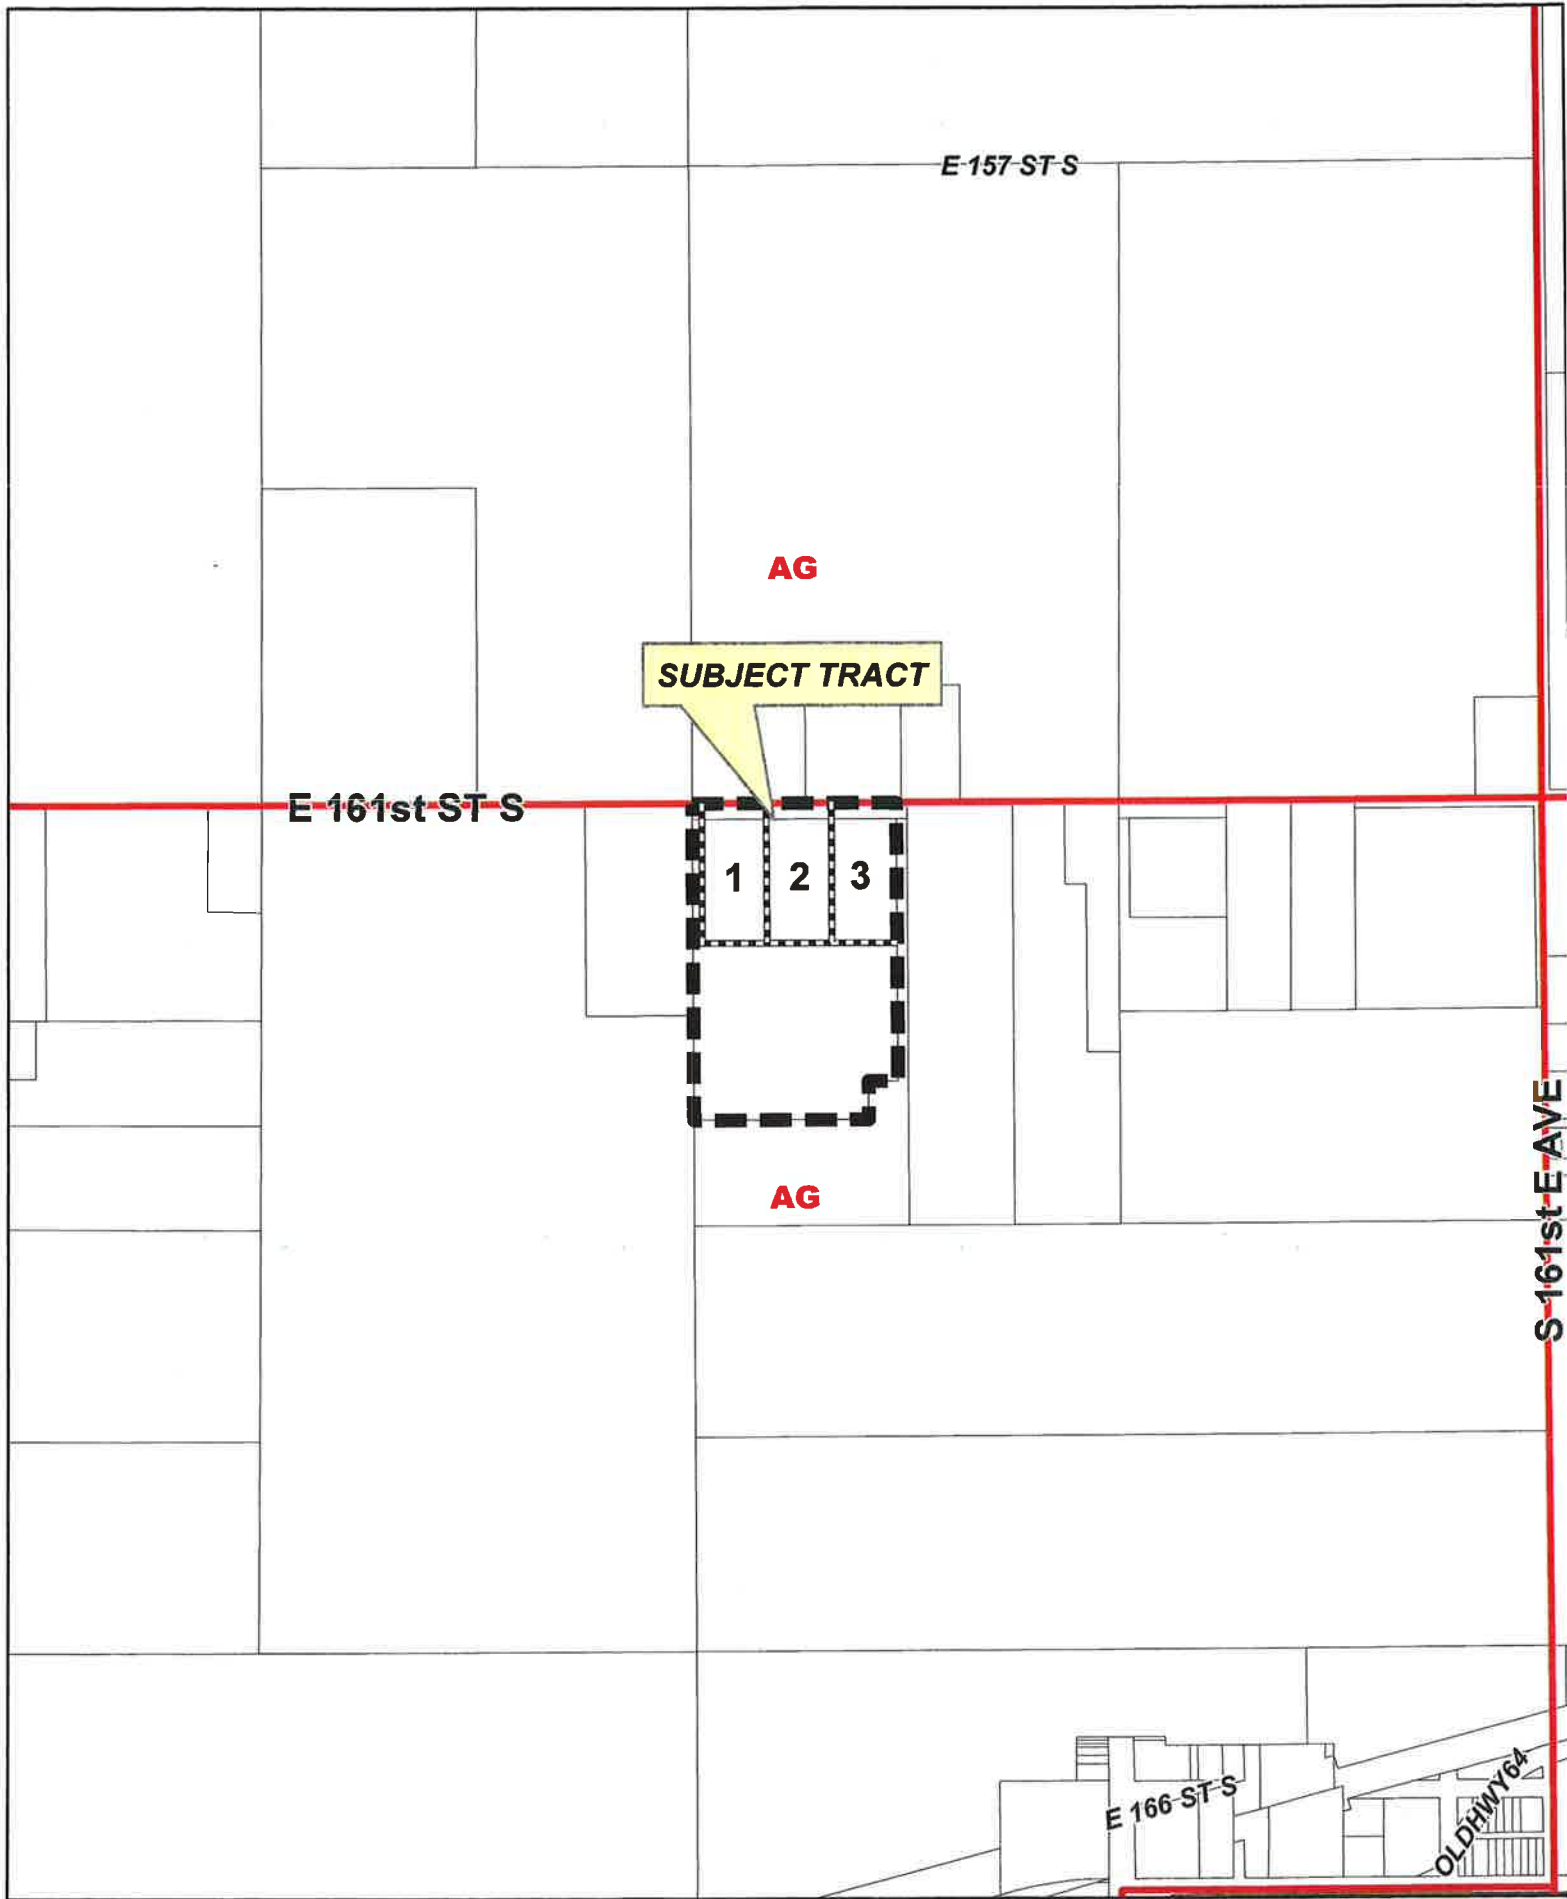 E 157 ST S
AG
SUBJECT TRACT
E 161st ST S
1
2
3
AG
S 161st E AVE
E 166 ST S
OLDHWY64